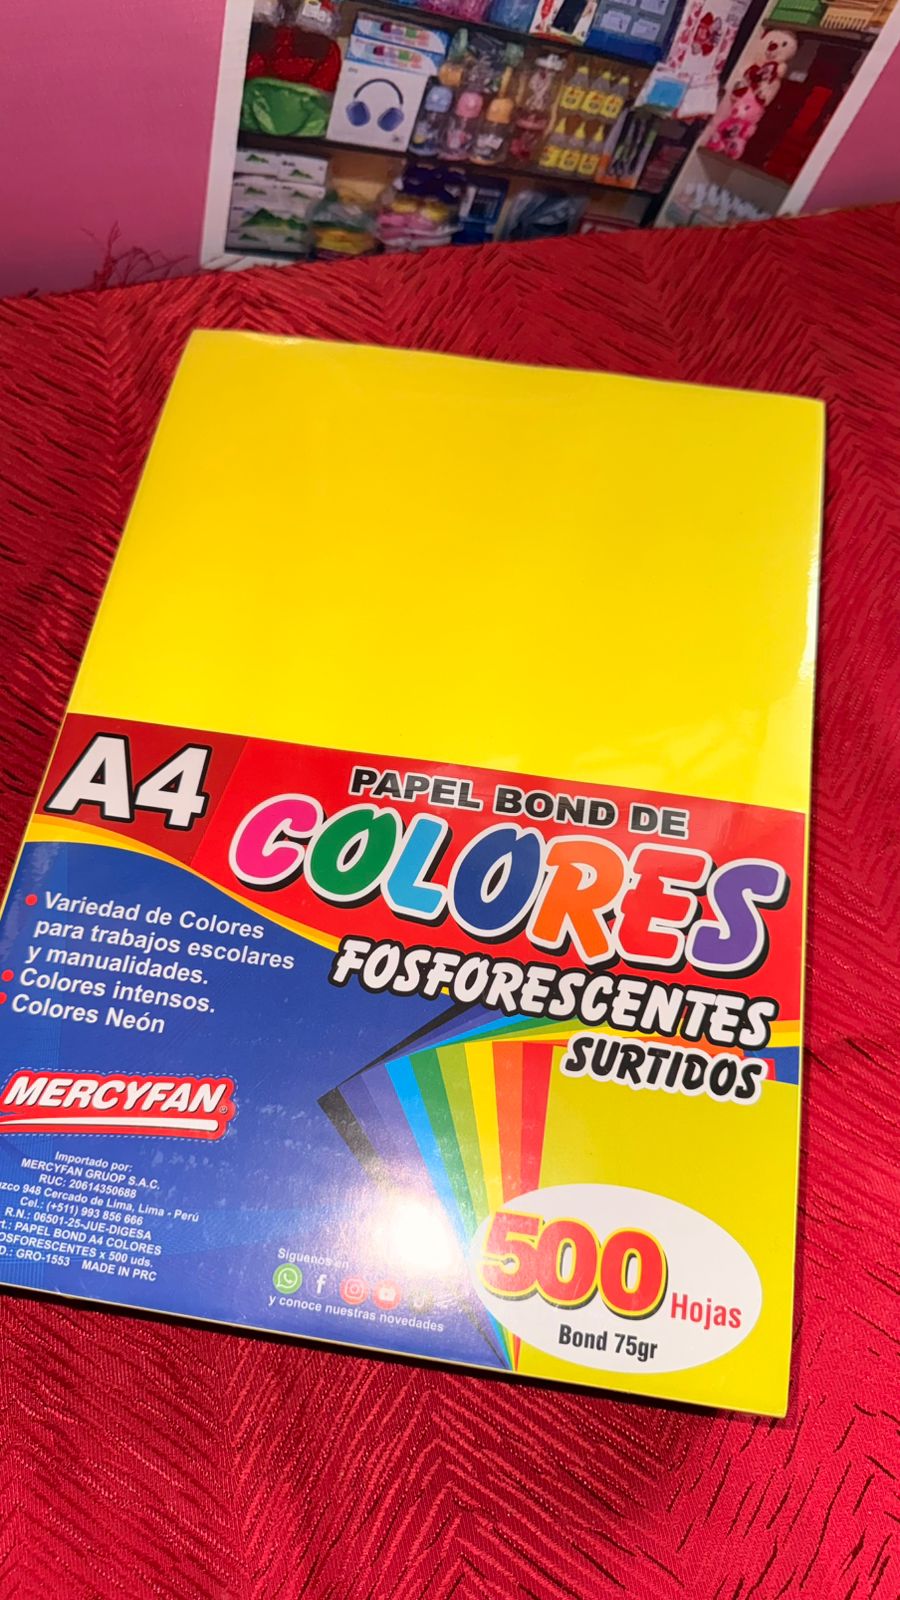 A4
PAPEL BOND DE
COLORES
FOSFORESCENTES
SURTIDOS
• Variedad de Colores
para trabajos escolares
y manualidades.
• Colores intensos.
• Colores Neón
MERCYFAN®
Importado por:
MERCYFAN GRUOP S.A.C.
RUC: 20614350688
948 Cercado de Lima, Lima - Perú
Cel.: (+511) 993 856 666
R.N.: 06501-25-JUE-DIGESA
PAPEL BOND A4 COLORES
FOSFORESCENTES x 500 uds.
GRO-1553 MADE IN PRC
Siguenos en
y conoce nuestras novedades
500 Hojas
Bond 75gr